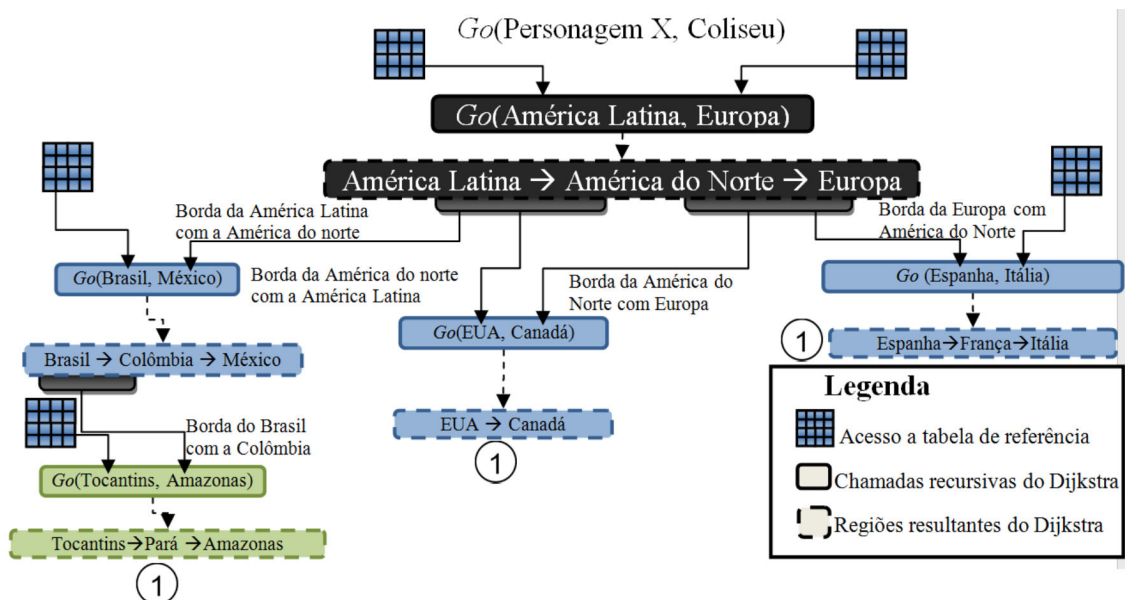 Go(Personagem X, Coliseu)
Go(América Latina, Europa)
América Latina → América do Norte → Europa
Borda da América Latina
com a América do norte
Borda da Europa com
América do Norte
Go(Brasil, México)
Borda da América do norte
com a América Latina
Borda da América do
Norte com Europa
Go (Espanha, Itália)
Go(EUA, Canadá)
1
Espanha→França→Itália
Brasil → Colômbia → México
Legenda
Acesso a tabela de referência
Chamadas recursivas do Dijkstra
Regiões resultantes do Dijkstra
EUA → Canadá
1
Borda do Brasil
com a Colômbia
Go(Tocantins, Amazonas)
Tocantins→Pará →Amazonas
1